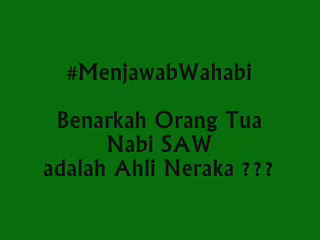 #MenjawabWahabi
Benarkah Orang Tua
Nabi SAW
adalah Ahli Neraka ???